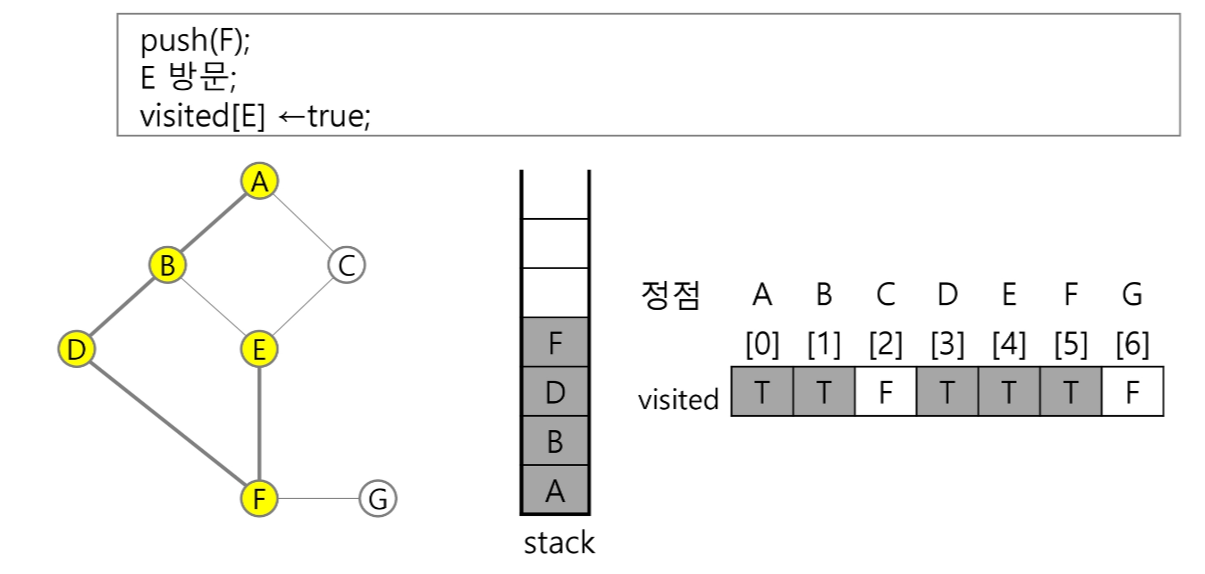 push(F);
E 방문;
visited[E] ←true;
A
B
C
D
E
F
G
F
D
B
A
stack
정점 A B C D E F G
[0] [1] [2] [3] [4] [5] [6]
visited T T F T T T F